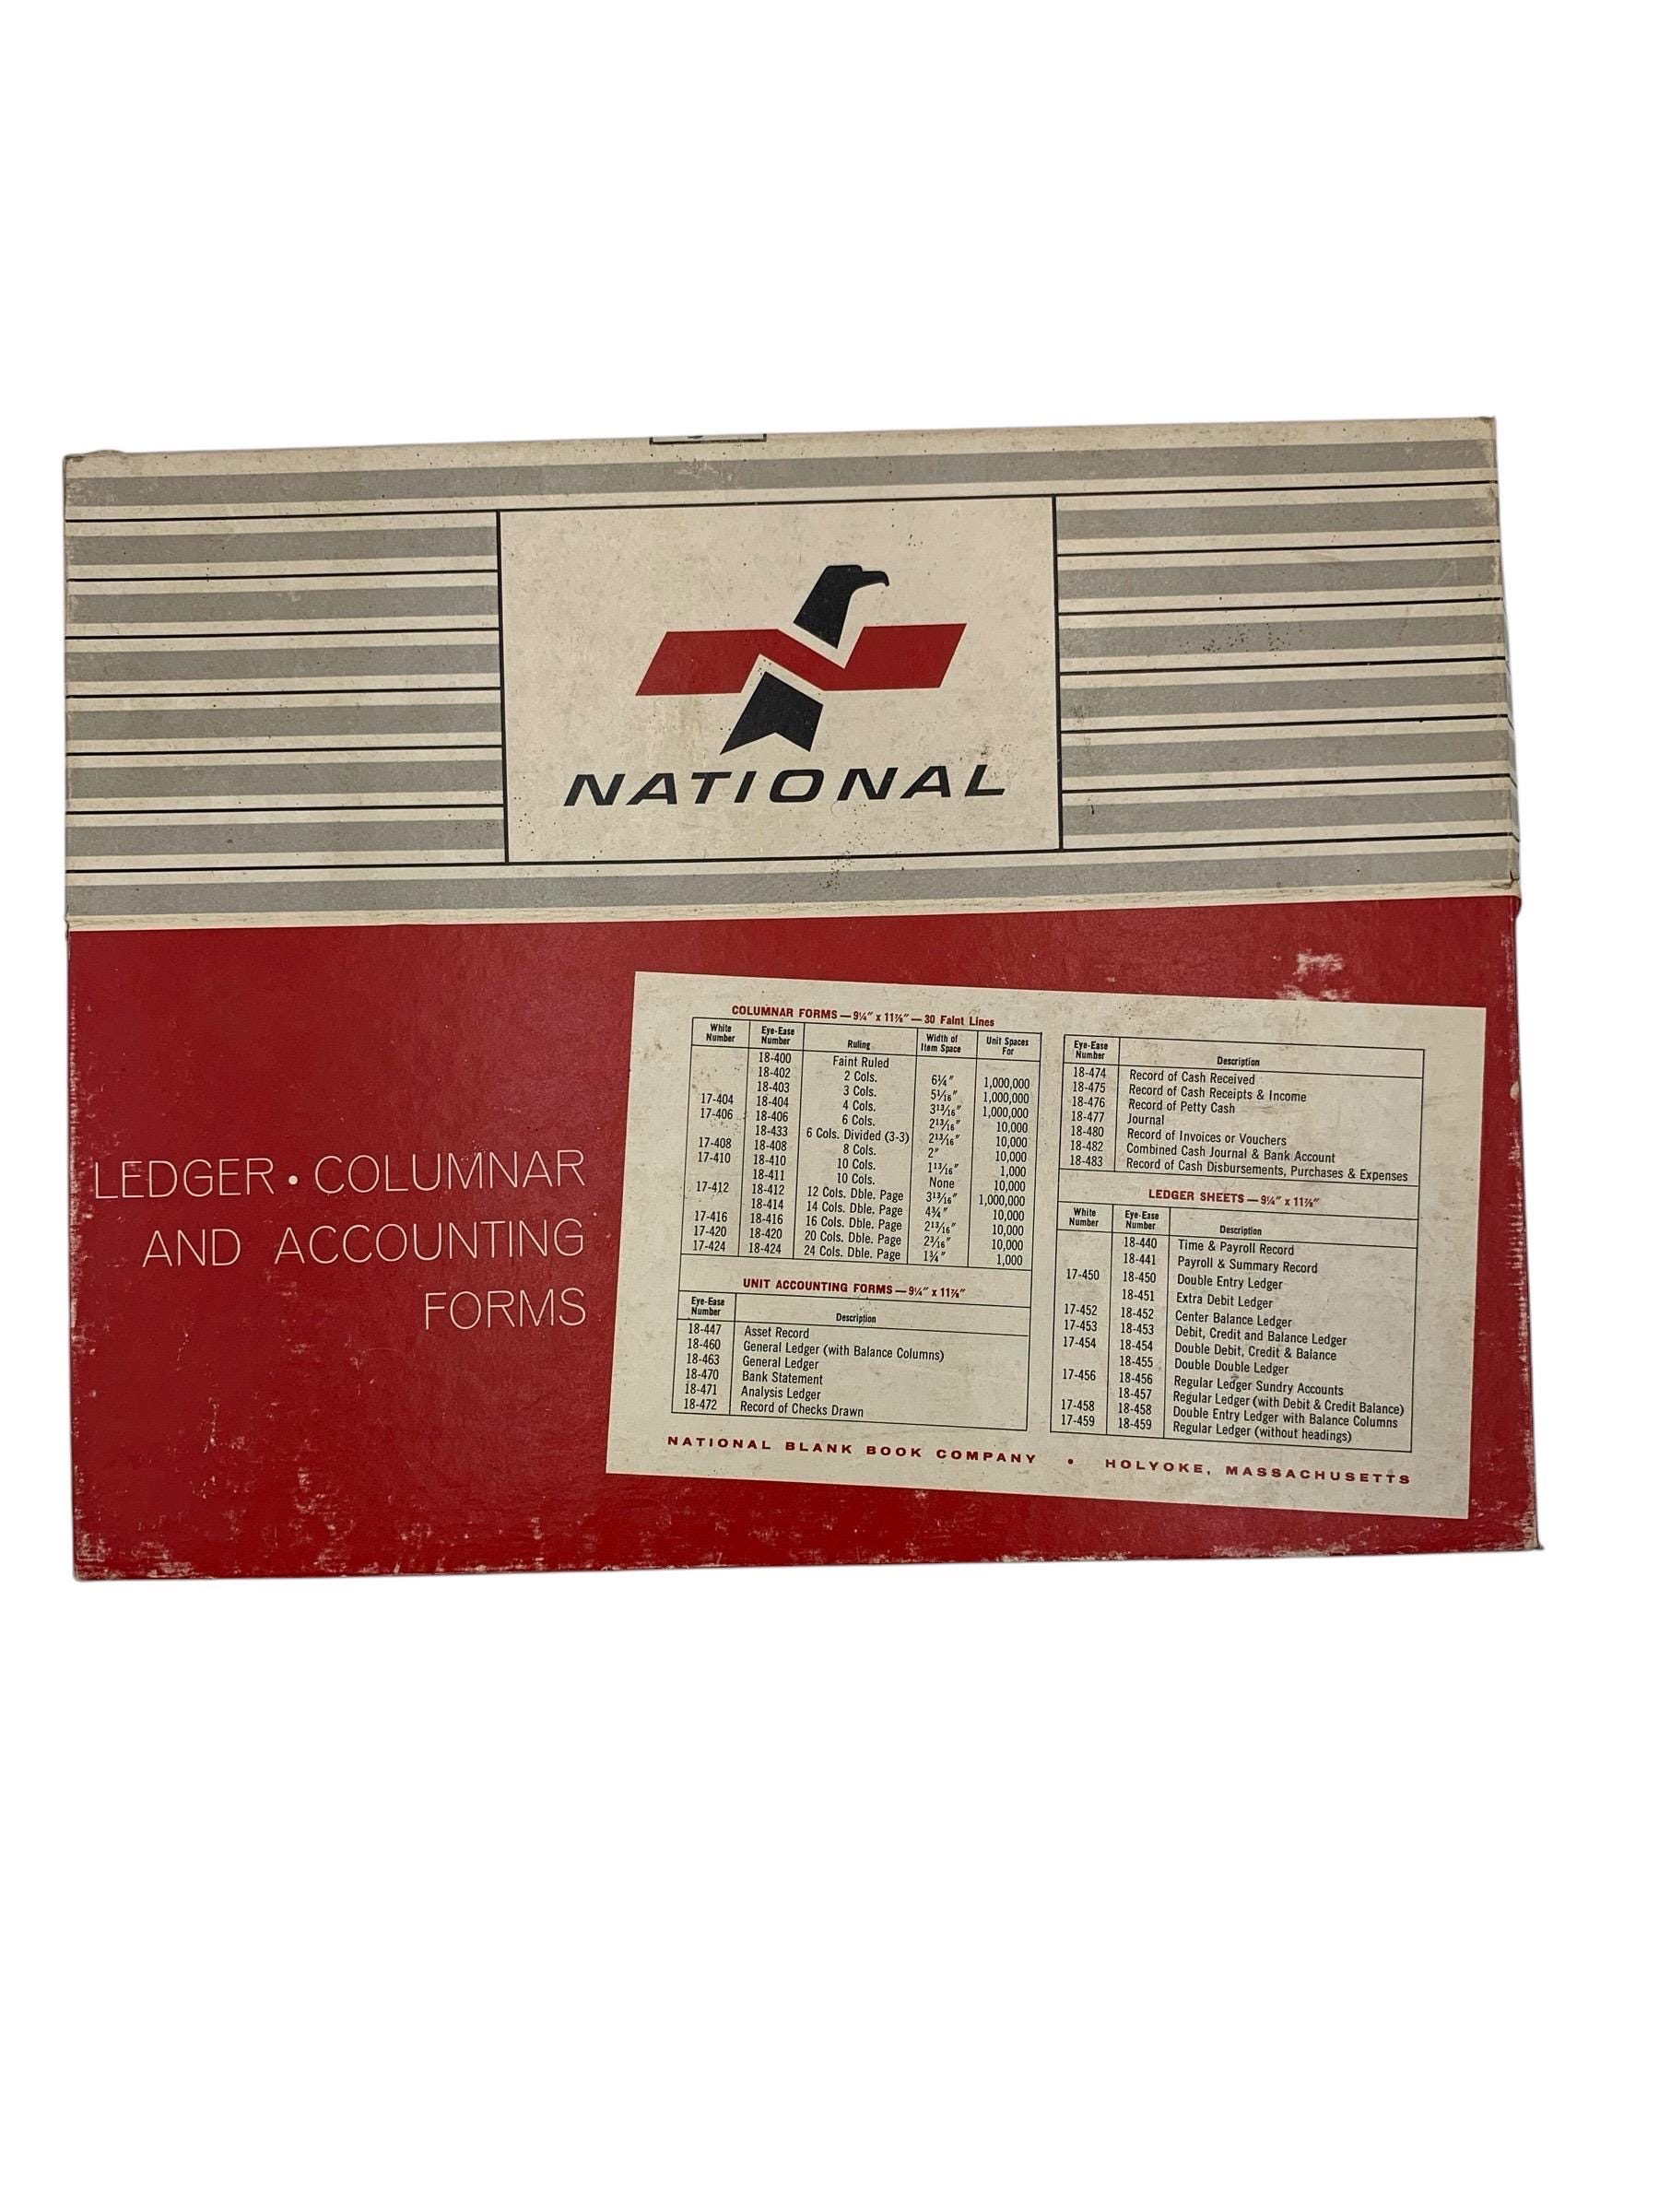 NATIONAL
LEDGER • COLUMNAR
AND ACCOUNTING
FORMS
COLUMNAR FORMS — 9¼" x 11⅞" — 30 Faint Lines
White Number Eye-Ease Number Ruling Width of Item Space Unit Spaces For
18-400 Faint Ruled
18-402 2 Cols. 6¼" 1,000,000
18-403 3 Cols. 5 1/16" 1,000,000
17-404 18-404 4 Cols. 3 13/16" 1,000,000
17-406 18-406 6 Cols. 2 13/16" 10,000
18-433 6 Cols. Divided (3-3) 2 13/16" 10,000
17-408 18-408 8 Cols. 2" 10,000
17-410 18-410 10 Cols. 1 13/16" 1,000
18-411 10 Cols. None 10,000
17-412 18-412 12 Cols. Dble. Page 3 13/16" 1,000,000
18-414 14 Cols. Dble. Page 4¾" 10,000
17-416 18-416 16 Cols. Dble. Page 2 13/16" 10,000
17-420 18-420 20 Cols. Dble. Page 2 3/16" 10,000
17-424 18-424 24 Cols. Dble. Page 1¾" 1,000
UNIT ACCOUNTING FORMS — 9¼" x 11⅞"
Eye-Ease Number Description
18-447 Asset Record
18-460 General Ledger (with Balance Columns)
18-463 General Ledger
18-470 Bank Statement
18-471 Analysis Ledger
18-472 Record of Checks Drawn
Eye-Ease Number Description
18-474 Record of Cash Received
18-475 Record of Cash Receipts & Income
18-476 Record of Petty Cash
18-477 Journal
18-480 Record of Invoices or Vouchers
18-482 Combined Cash Journal & Bank Account
18-483 Record of Cash Disbursements, Purchases & Expenses
LEDGER SHEETS — 9¼" x 11⅞"
White Number Eye-Ease Number Description
18-440 Time & Payroll Record
18-441 Payroll & Summary Record
17-450 18-450 Double Entry Ledger
18-451 Extra Debit Ledger
17-452 18-452 Center Balance Ledger
17-453 18-453 Debit, Credit and Balance Ledger
17-454 18-454 Double Debit, Credit & Balance
18-455 Double Double Ledger
17-456 18-456 Regular Ledger Sundry Accounts
18-457 Regular Ledger (with Debit & Credit Balance)
17-458 18-458 Double Entry Ledger with Balance Columns
17-459 18-459 Regular Ledger (without headings)
NATIONAL BLANK BOOK COMPANY • HOLYOKE, MASSACHUSETTS